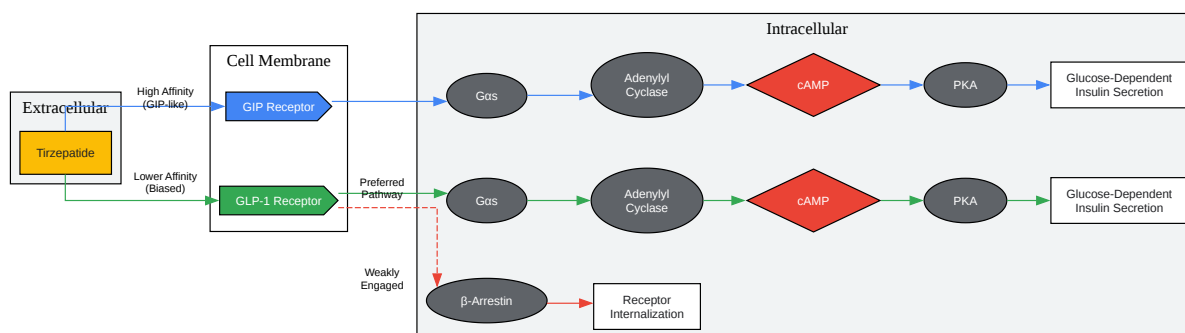 Intracellular
Cell Membrane
Extracellular
High Affinity
(GIP-like)
GIP Receptor
Gαs
Adenylyl
Cyclase
cAMP
PKA
Glucose-Dependent
Insulin Secretion
Tirzepatide
Lower Affinity
(Biased)
GLP-1 Receptor
Preferred
Pathway
Gαs
Adenylyl
Cyclase
cAMP
PKA
Glucose-Dependent
Insulin Secretion
Weakly
Engaged
β-Arrestin
Receptor
Internalization